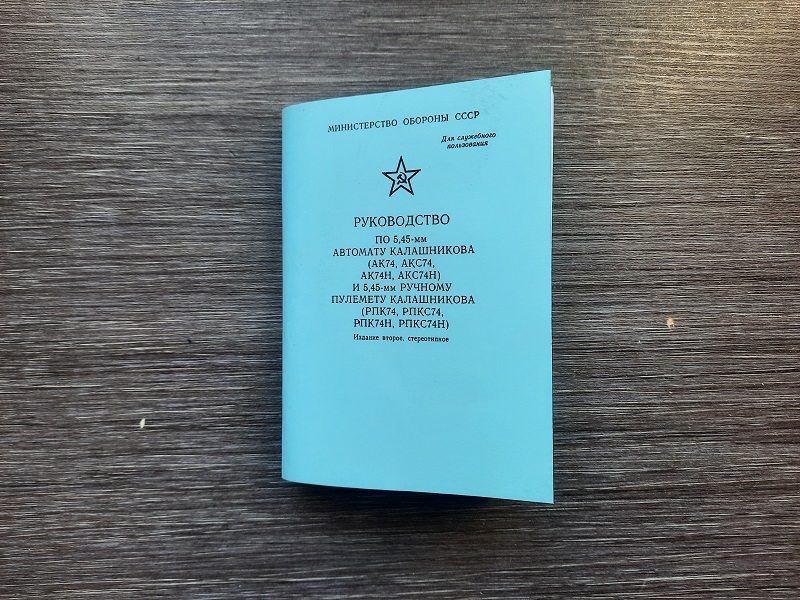 МИНИСТЕРСТВО ОБОРОНЫ СССР
Для служебного
пользования
РУКОВОДСТВО
ПО 5,45-мм
АВТОМАТУ КАЛАШНИКОВА
(АК74, АКС74,
АК74Н, АКС74Н)
И 5,45-мм РУЧНОМУ
ПУЛЕМЕТУ КАЛАШНИКОВА
(РПК74, РПКС74,
РПК74Н, РПКС74Н)
Издание второе, стереотипное